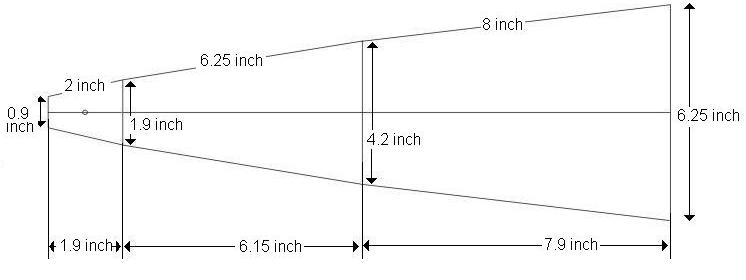 8 inch
6.25 inch
2 inch
0.9
inch
1.9 inch
4.2 inch
6.25 inch
1.9 inch
6.15 inch
7.9 inch